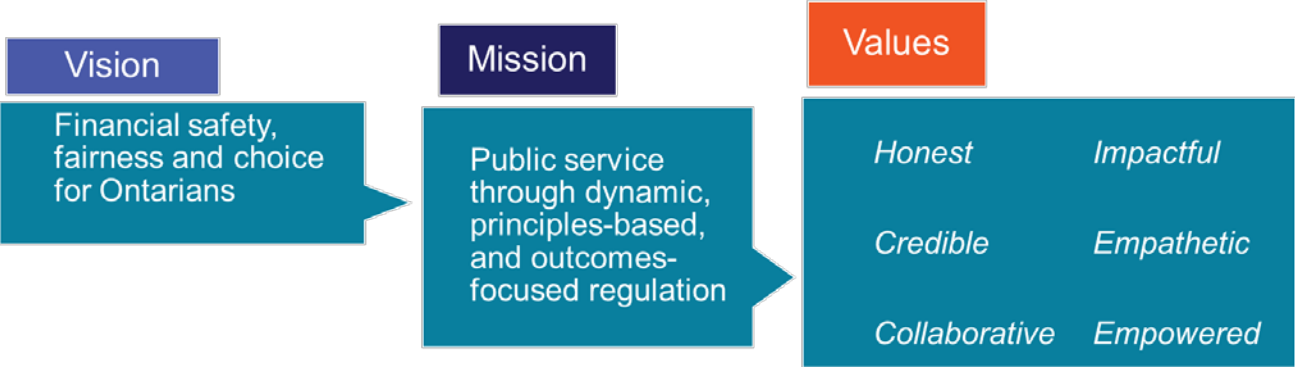 Vision
Financial safety,
fairness and choice
for Ontarians
Mission
Public service
through dynamic,
principles-based,
and outcomes-
focused regulation
Values
Honest Impactful
Credible Empathetic
Collaborative Empowered